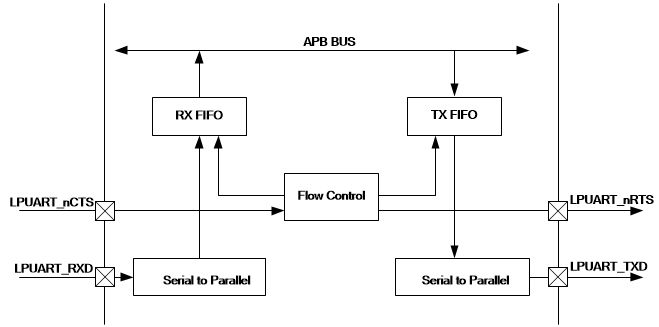 APB BUS
RX FIFO
TX FIFO
Flow Control
LPUART_nCTS
LPUART_nRTS
LPUART_RXD
LPUART_TXD
Serial to Parallel
Serial to Parallel